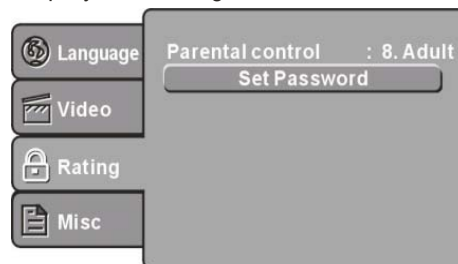 Language
Video
Rating
Misc
Parental control : 8. Adult
Set Password